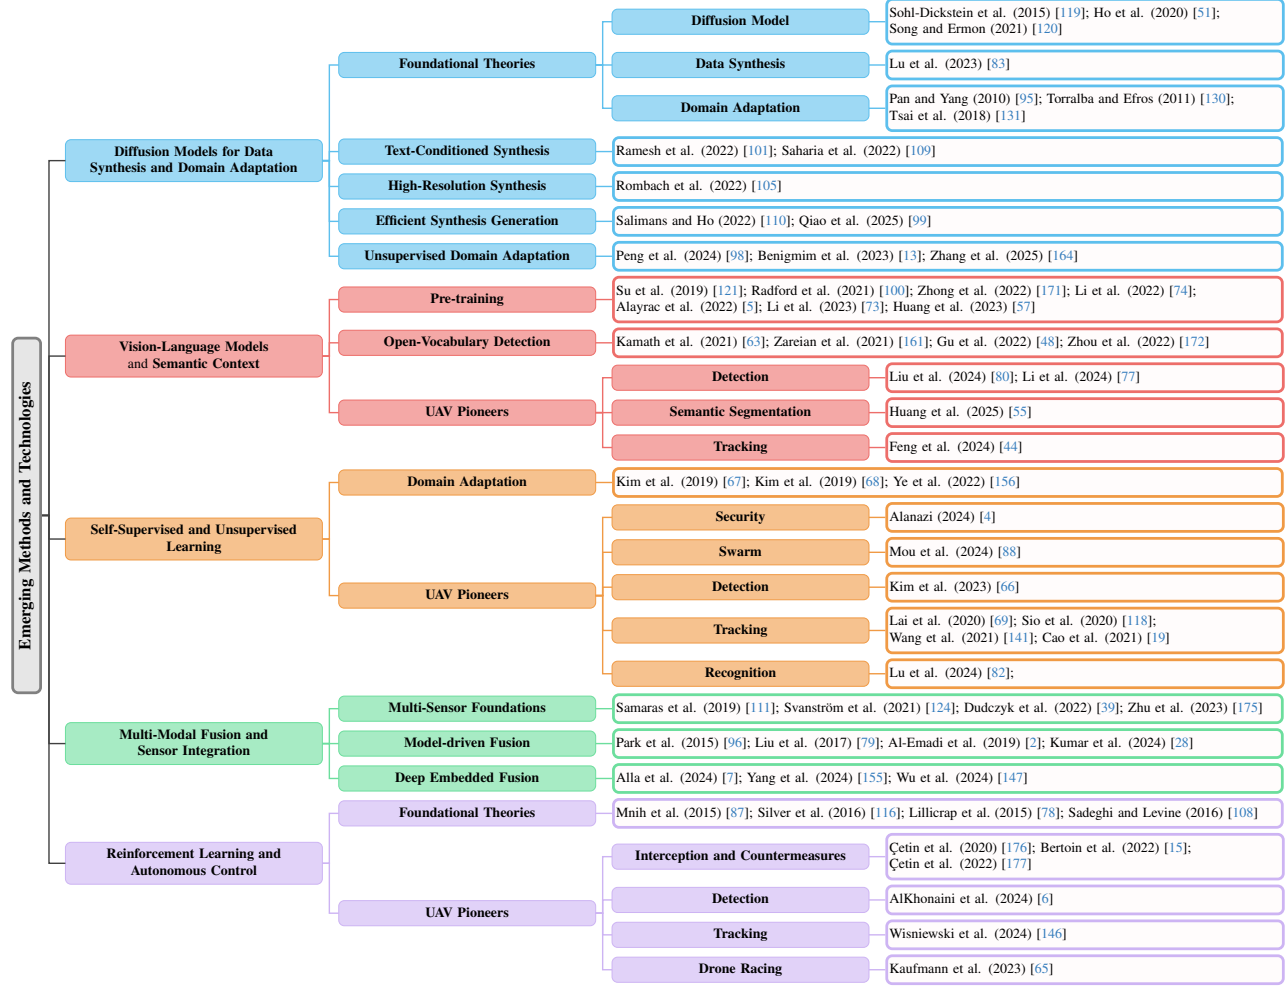 Emerging Methods and Technologies
Diffusion Models for Data
Synthesis and Domain Adaptation
Foundational Theories
Diffusion Model
Sohl-Dickstein et al. (2015) [119]; Ho et al. (2020) [51];
Song and Ermon (2021) [120]
Data Synthesis
Lu et al. (2023) [83]
Domain Adaptation
Pan and Yang (2010) [95]; Torralba and Efros (2011) [130];
Tsai et al. (2018) [131]
Text-Conditioned Synthesis
Ramesh et al. (2022) [101]; Saharia et al. (2022) [109]
High-Resolution Synthesis
Rombach et al. (2022) [105]
Efficient Synthesis Generation
Salimans and Ho (2022) [110]; Qiao et al. (2025) [99]
Unsupervised Domain Adaptation
Peng et al. (2024) [98]; Benigmim et al. (2023) [13]; Zhang et al. (2025) [164]
Vision-Language Models
and Semantic Context
Pre-training
Su et al. (2019) [121]; Radford et al. (2021) [100]; Zhong et al. (2022) [171]; Li et al. (2022) [74];
Alayrac et al. (2022) [5]; Li et al. (2023) [73]; Huang et al. (2023) [57]
Open-Vocabulary Detection
Kamath et al. (2021) [63]; Zareian et al. (2021) [161]; Gu et al. (2022) [48]; Zhou et al. (2022) [172]
UAV Pioneers
Detection
Liu et al. (2024) [80]; Li et al. (2024) [77]
Semantic Segmentation
Huang et al. (2025) [55]
Tracking
Feng et al. (2024) [44]
Self-Supervised and Unsupervised
Learning
Domain Adaptation
Kim et al. (2019) [67]; Kim et al. (2019) [68]; Ye et al. (2022) [156]
UAV Pioneers
Security
Alanazi (2024) [4]
Swarm
Mou et al. (2024) [88]
Detection
Kim et al. (2023) [66]
Tracking
Lai et al. (2020) [69]; Sio et al. (2020) [118];
Wang et al. (2021) [141]; Cao et al. (2021) [19]
Recognition
Lu et al. (2024) [82];
Multi-Modal Fusion and
Sensor Integration
Multi-Sensor Foundations
Samaras et al. (2019) [111]; Svanström et al. (2021) [124]; Dudczyk et al. (2022) [39]; Zhu et al. (2023) [175]
Model-driven Fusion
Park et al. (2015) [96]; Liu et al. (2017) [79]; Al-Emadi et al. (2019) [2]; Kumar et al. (2024) [28]
Deep Embedded Fusion
Alla et al. (2024) [7]; Yang et al. (2024) [155]; Wu et al. (2024) [147]
Reinforcement Learning and
Autonomous Control
Foundational Theories
Mnih et al. (2015) [87]; Silver et al. (2016) [116]; Lillicrap et al. (2015) [78]; Sadeghi and Levine (2016) [108]
UAV Pioneers
Interception and Countermeasures
Çetin et al. (2020) [176]; Bertoin et al. (2022) [15];
Çetin et al. (2022) [177]
Detection
AlKhonaini et al. (2024) [6]
Tracking
Wisniewski et al. (2024) [146]
Drone Racing
Kaufmann et al. (2023) [65]